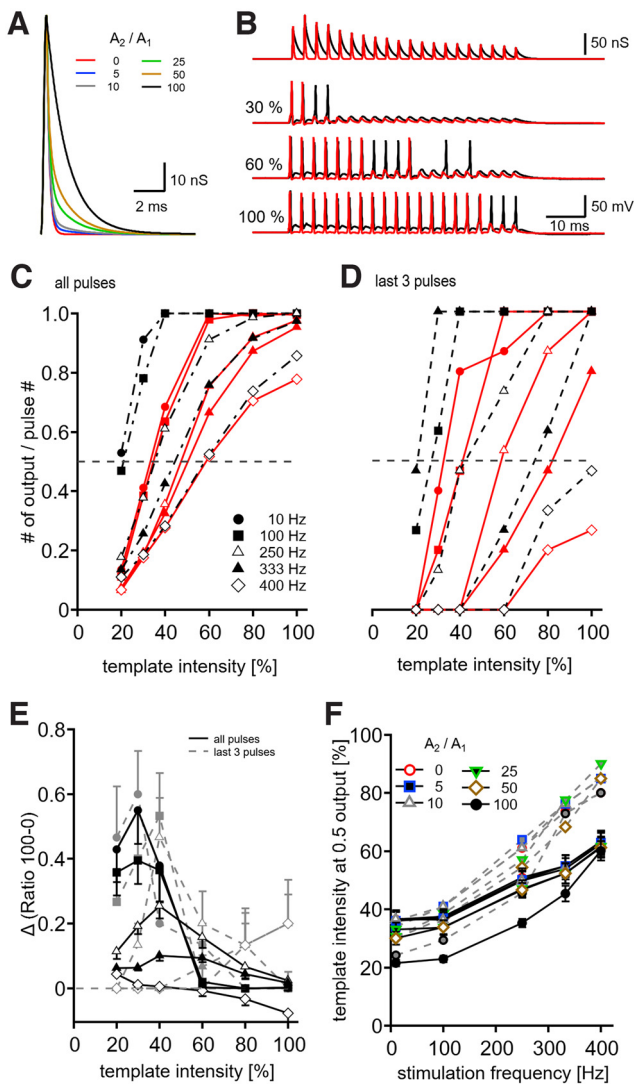 A
A2 / A1
0
25
5
50
10
100
10 nS
2 ms
B
50 nS
30 %
60 %
100 %
50 mV
10 ms
C
all pulses
1.0
0.8
0.6
0.4
0.2
0
# of output / pulse #
10 Hz
100 Hz
250 Hz
333 Hz
400 Hz
0 20 40 60 80 100
template intensity [%]
D
last 3 pulses
0 20 40 60 80 100
template intensity [%]
E
all pulses
last 3 pulses
0.8
0.6
0.4
0.2
0
Δ (Ratio 100-0)
0 20 40 60 80 100
template intensity [%]
F
A2 / A1
0
25
5
50
10
100
100
80
60
40
20
0
template intensity at 0.5 output [%]
0 100 200 300 400
stimulation frequency [Hz]